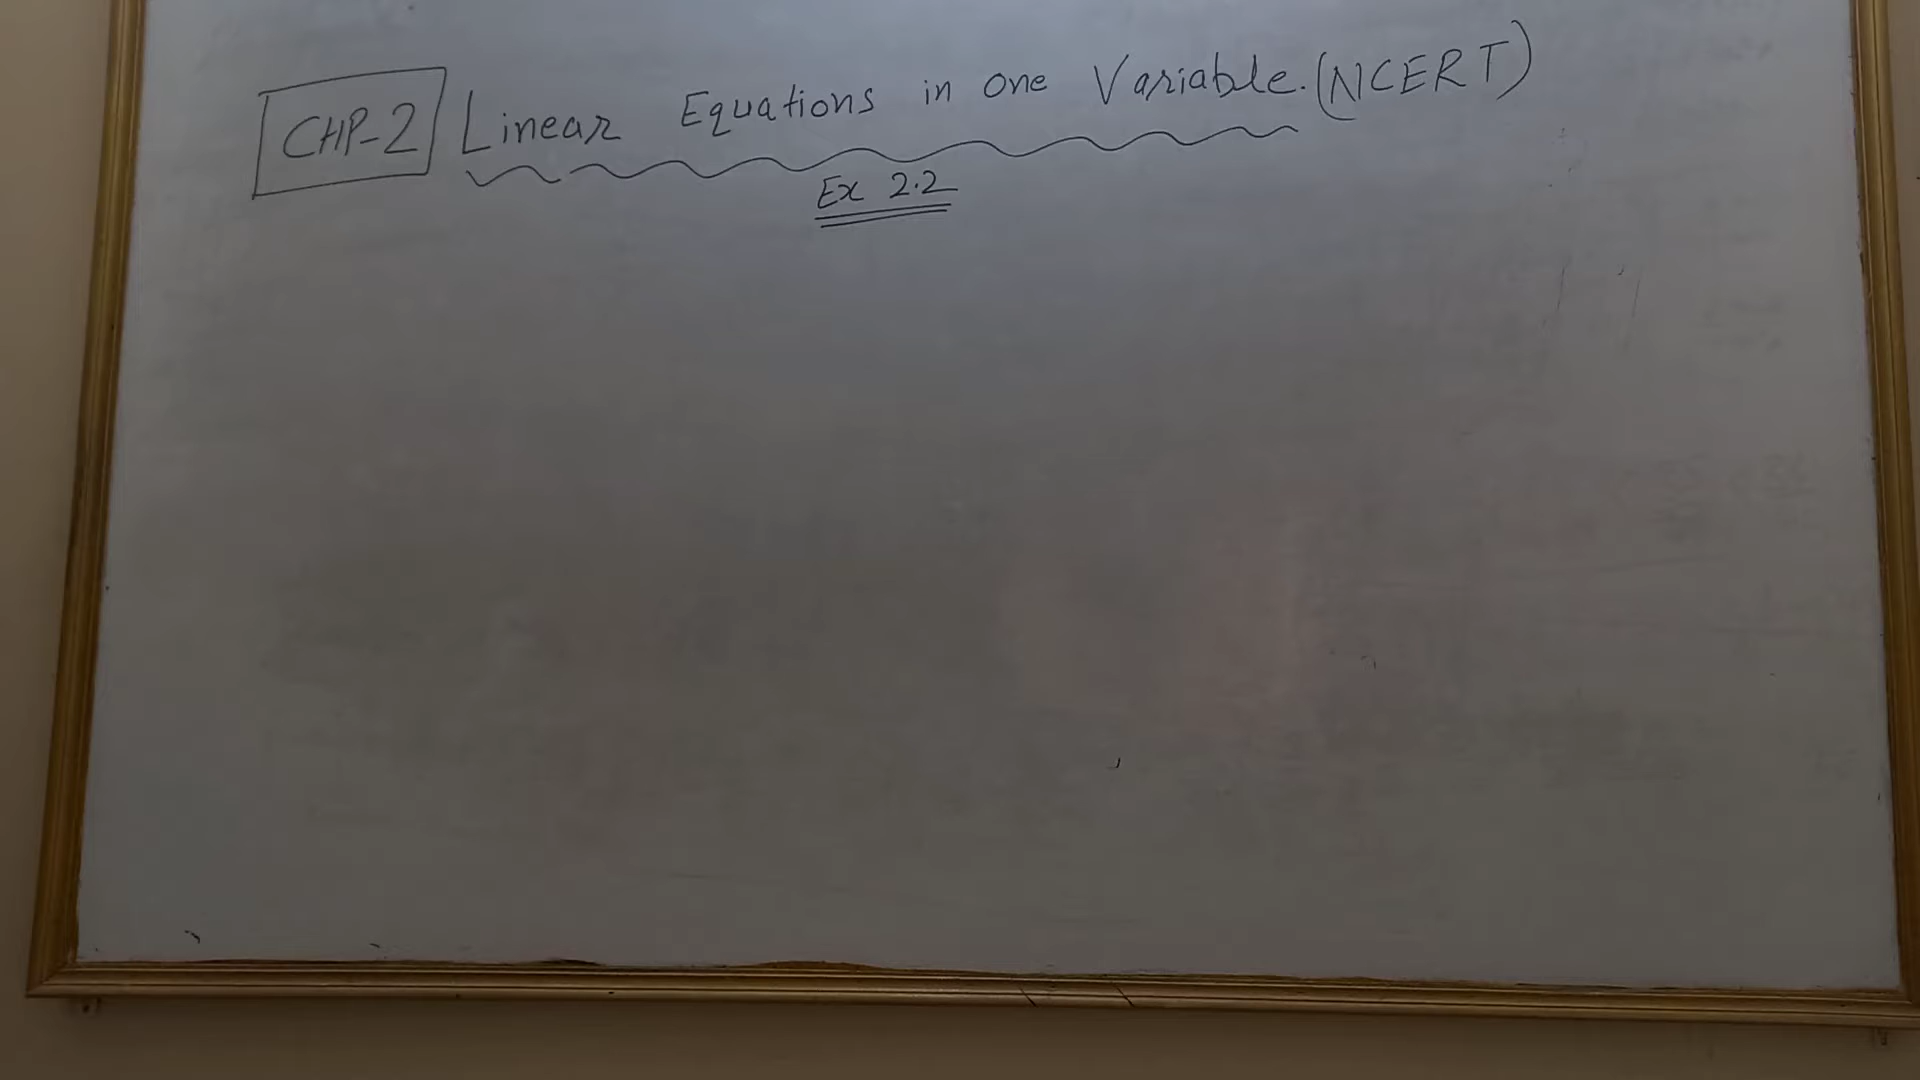 CHP-2 Linear Equations in one Variable. (NCERT)
Ex 2.2